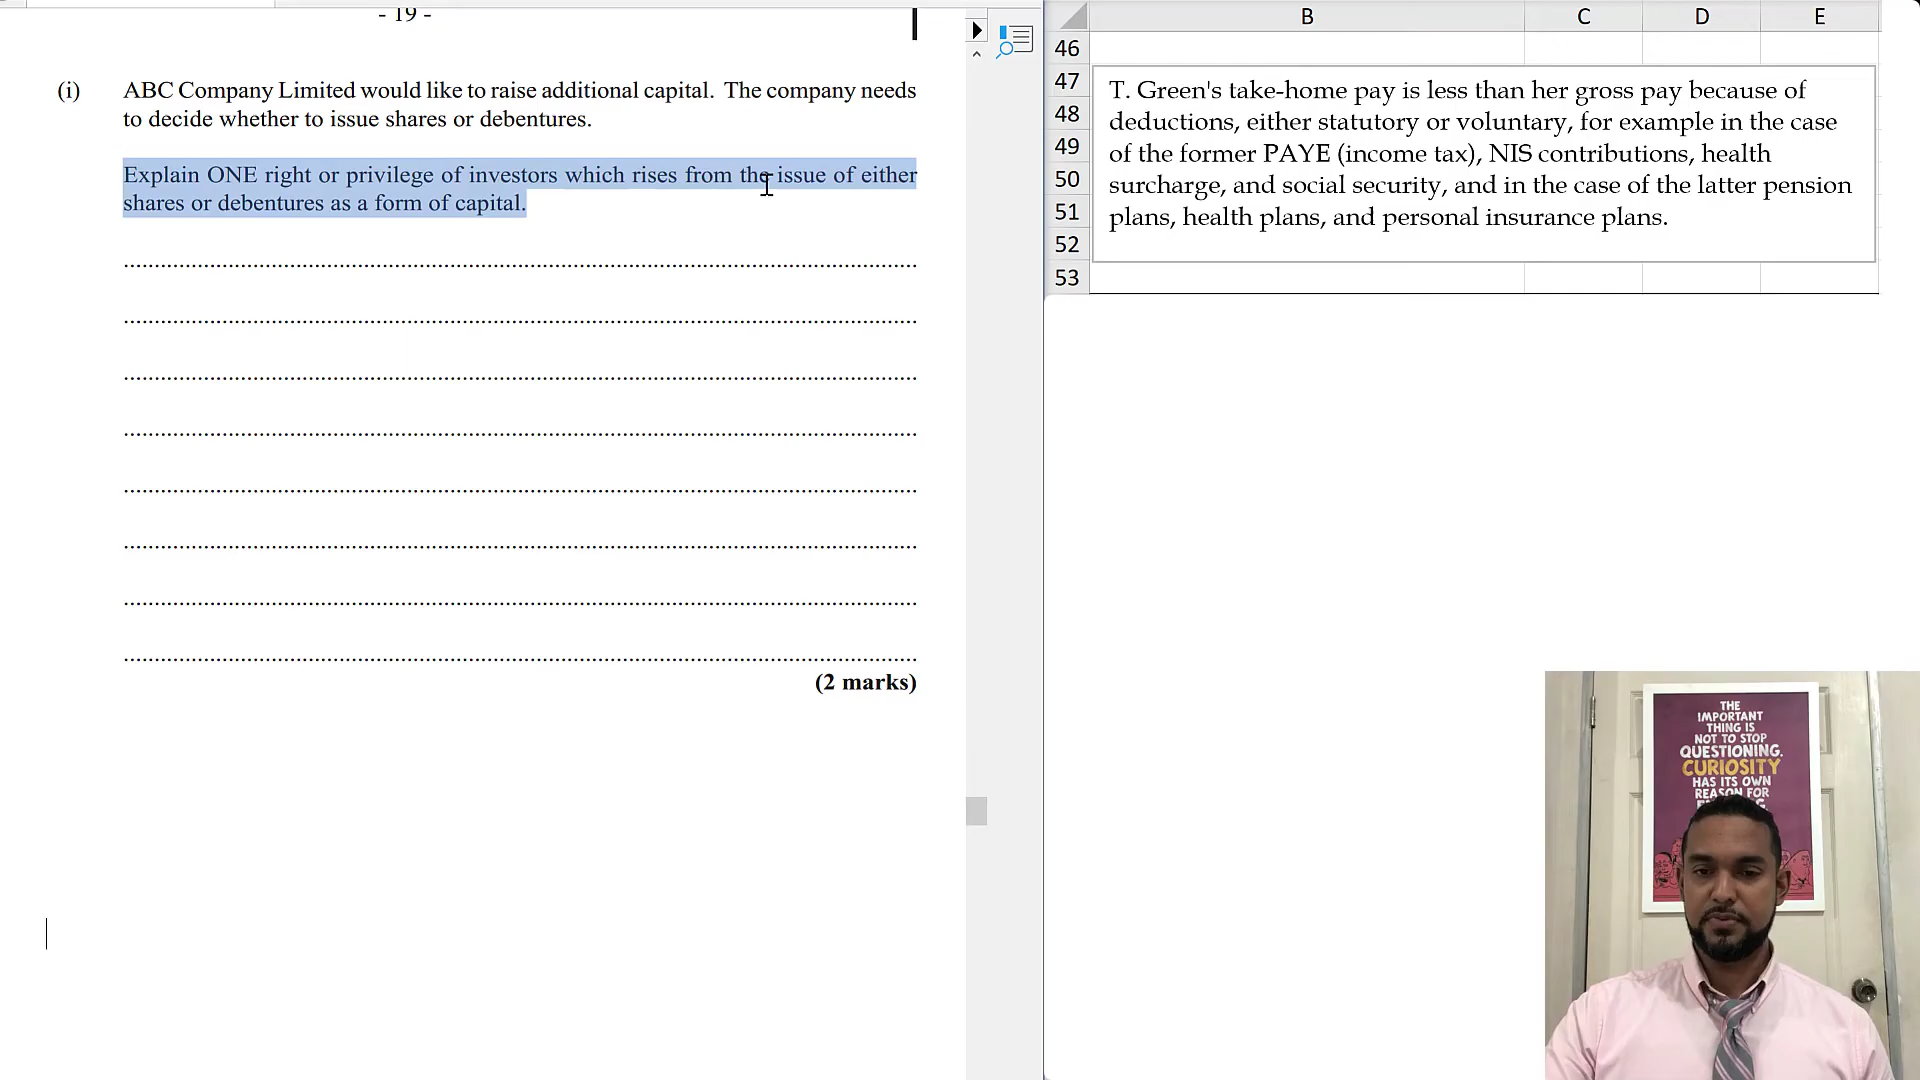 - 19 -
(i) ABC Company Limited would like to raise additional capital. The company needs
to decide whether to issue shares or debentures.
Explain ONE right or privilege of investors which rises from the issue of either
shares or debentures as a form of capital.
(2 marks)
B C D E
46
47
48
49
50
51
52
53
T. Green's take-home pay is less than her gross pay because of
deductions, either statutory or voluntary, for example in the case
of the former PAYE (income tax), NIS contributions, health
surcharge, and social security, and in the case of the latter pension
plans, health plans, and personal insurance plans.
THE
IMPORTANT
THING IS
NOT TO STOP
QUESTIONING.
CURIOSITY
HAS ITS OWN
REASON FOR